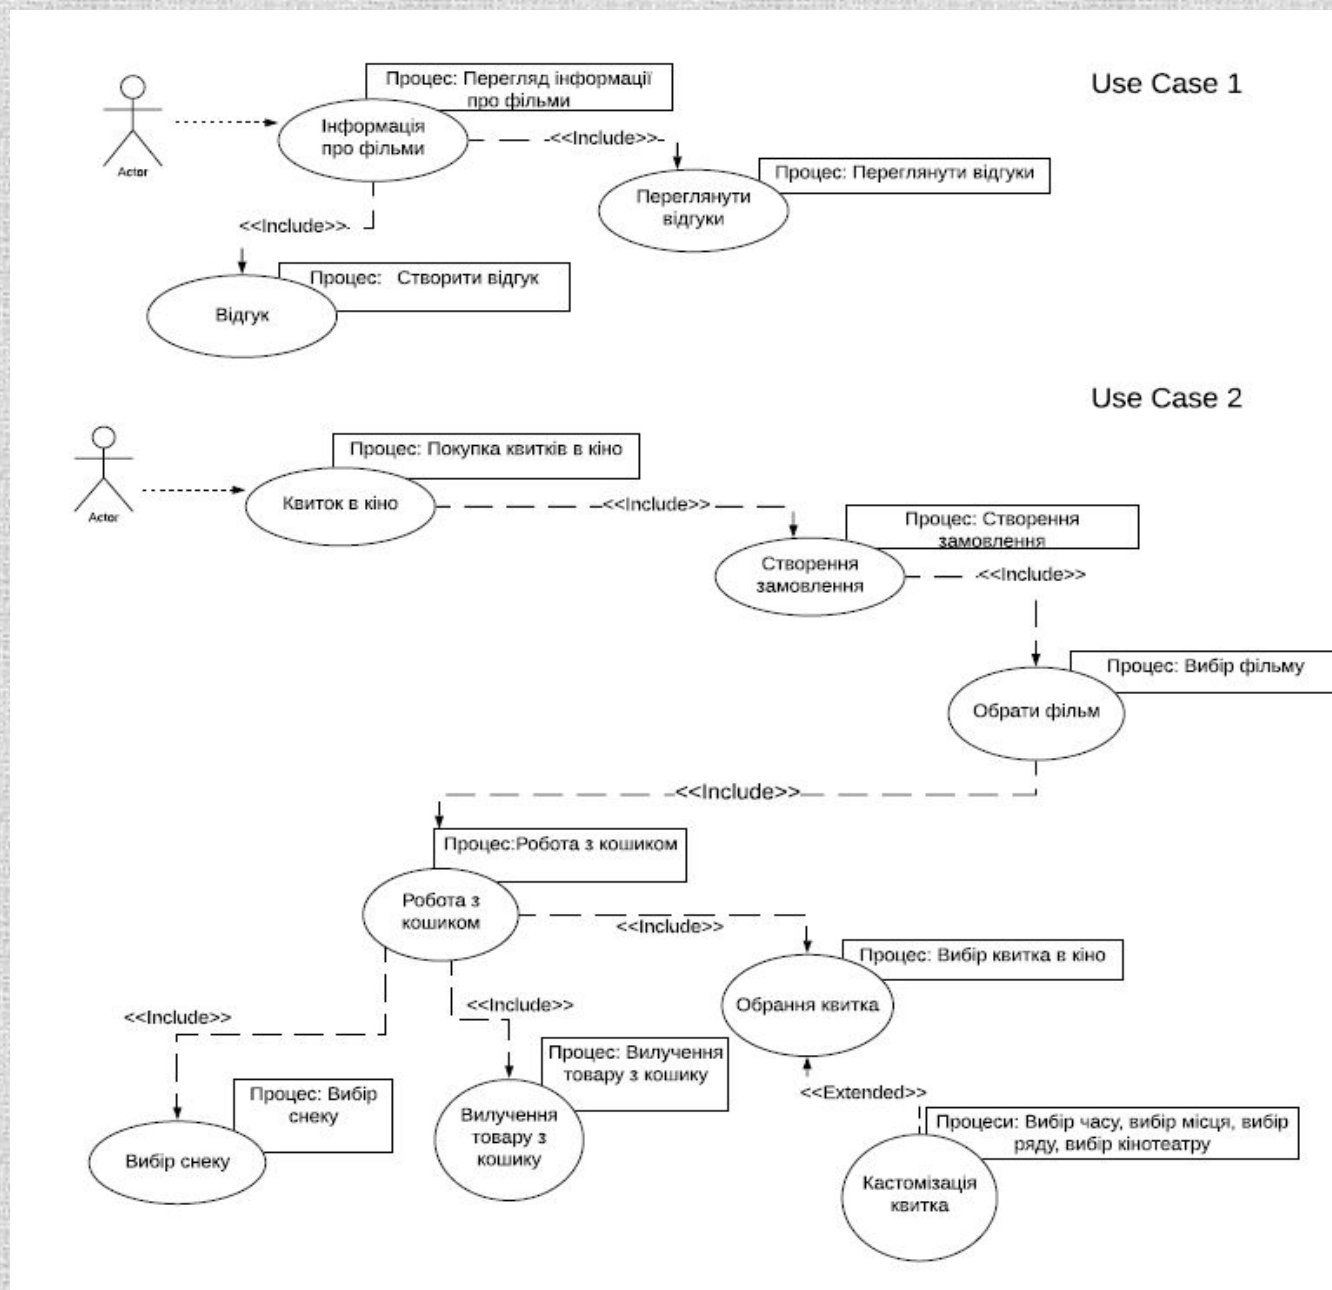 Use Case 1
Процес: Перегляд інформації
про фільми
Інформація
про фільми
Actor
<<Include>>
Процес: Переглянути відгуки
Переглянути
відгуки
<<Include>>
Процес: Створити відгук
Відгук
Use Case 2
Процес: Покупка квитків в кіно
Квиток в кіно
Actor
<<Include>>
Процес: Створення
замовлення
Створення
замовлення
<<Include>>
Процес: Вибір фільму
Обрати фільм
<<Include>>
Процес:Робота з кошиком
Робота з
кошиком
<<Include>>
Процес: Вибір квитка в кіно
Обрання квитка
<<Include>>
<<Include>>
Процес: Вилучення
товару з кошику
Вилучення
товару з
кошику
Процес: Вибір
снеку
Вибір снеку
<<Extended>>
Процеси: Вибір часу, вибір місця, вибір
ряду, вибір кінотеатру
Кастомізація
квитка